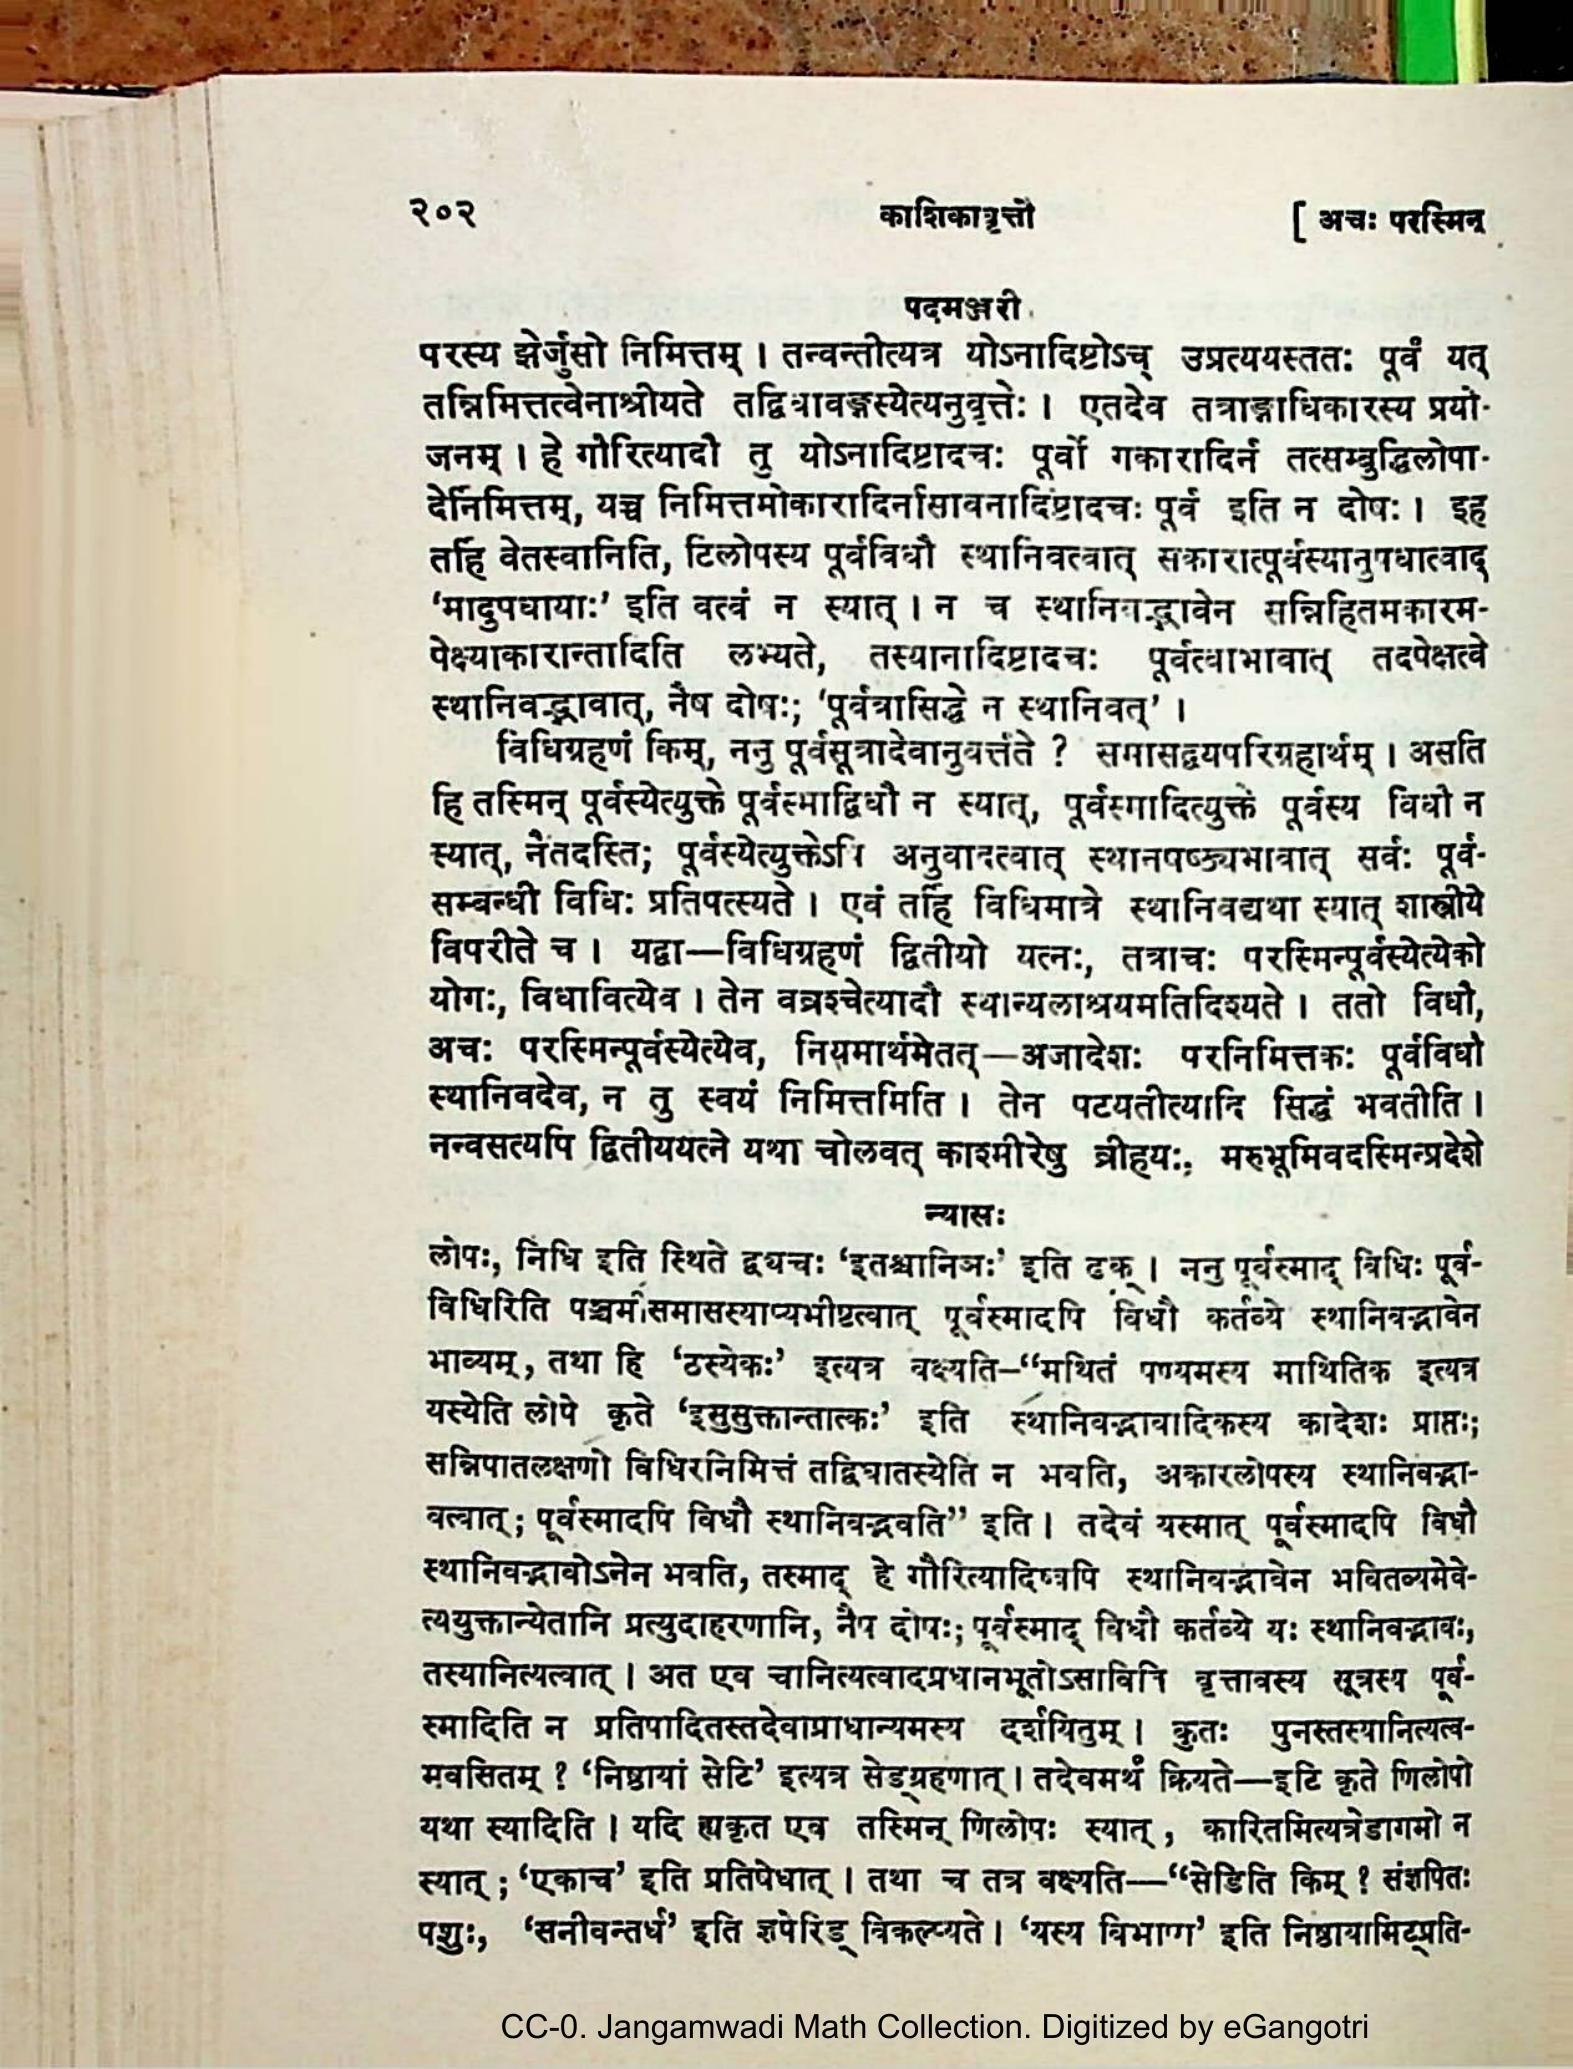 २०२ काशिकावृत्तौ [ अचः परस्मिन्
पदमञ्जरी
परस्य झेर्जुसो निमित्तम् । तन्वन्तीत्यत्र योऽनादिष्टोऽच् उप्रत्ययस्ततः पूर्वं यत्
तन्निमित्तत्वेनाश्रीयते तद्वित्रावङ्गस्येत्यनुवृत्तेः । एतदेव तत्राङ्गाधिकारस्य प्रयो-
जनम् । हे गौरित्यादौ तु योऽनादिष्टादचः पूर्वो गकारादिर्न तत्सम्बुद्धिलोपा-
देर्निमित्तम्, यच्च निमित्तमोकारादिर्नासावनादिष्टादचः पूर्व इति न दोषः । इह
तर्हि वेतस्वानिति, टिलोपस्य पूर्वविधौ स्थानिवत्वात् सकारात्पूर्वस्यानुपधात्वाद्
‘मादुपधायाः’ इति वत्वं न स्यात् । न च स्थानिवद्भावेन सन्निहितमकारम-
पेक्ष्याकारान्तादिति लभ्यते, तस्यानादिष्टादचः पूर्वत्वाभावात् तदपेक्षत्वे
स्थानिवद्भावात्, नैष दोषः; ‘पूर्वत्रासिद्धे न स्थानिवत्’ ।
विधिग्रहणं किम्, ननु पूर्वसूत्रादेवानुवर्त्तते ? समासद्वयपरिग्रहार्थम् । असति
हि तस्मिन् पूर्वस्येत्युक्ते पूर्वस्माद्विधौ न स्यात्, पूर्वस्मादित्युक्ते पूर्वस्य विधौ न
स्यात्, नैतदस्ति; पूर्वस्येत्युक्तेऽपि अनुवादत्वात् स्थानषष्ठ्यभावात् सर्वः पूर्व-
सम्बन्धी विधिः प्रतिपत्स्यते । एवं तर्हि विधिमात्रे स्थानिवद्यथा स्यात् शास्त्रीये
विपरीते च । यद्वा—विधिग्रहणं द्वितीयो यत्नः, तत्राचः परस्मिन्पूर्वस्येत्येको
योगः, विधावित्येव । तेन वव्रश्चेत्यादौ स्थान्यलाश्रयमतिदिश्यते । ततो विधौ,
अचः परस्मिन्पूर्वस्येत्येव, नियमार्थमेतत्—अजादेशः परनिमित्तकः पूर्वविधौ
स्थानिवदेव, न तु स्वयं निमित्तमिति । तेन पटयतीत्यादि सिद्धं भवतीति ।
नन्वसत्यपि द्वितीययत्ने यथा चोलवत् काश्मीरेषु व्रीहयः, मरुभूमिवदस्मिन्प्रदेशे
न्यासः
लोपः, निधि इति स्थिते द्व्यचः ‘इतश्चानिञः’ इति ढक् । ननु पूर्वस्माद् विधिः पूर्व-
विधिरिति पञ्चमीसमासस्याप्यभीष्टत्वात् पूर्वस्मादपि विधौ कर्तव्ये स्थानिवद्भावेन
भाव्यम्, तथा हि ‘ठस्येकः’ इत्यत्र वक्ष्यति–“मथितं पण्यमस्य माथितिक इत्यत्र
यस्येति लोपे कृते ‘इसुसुक्तान्तात्कः’ इति स्थानिवद्भावादिकस्य कादेशः प्राप्तः;
सन्निपातलक्षणो विधिरनिमित्तं तद्विघातस्येति न भवति, अकारलोपस्य स्थानिवद्भा-
वत्वात्; पूर्वस्मादपि विधौ स्थानिवद्भवति” इति । तदेवं यस्मात् पूर्वस्मादपि विधौ
स्थानिवद्भावोऽनेन भवति, तस्माद् हे गौरित्यादिष्वपि स्थानिवद्भावेन भवितव्यमेवे-
त्ययुक्तान्येतानि प्रत्युदाहरणानि, नैष दोषः; पूर्वस्माद् विधौ कर्तव्ये यः स्थानिवद्भावः,
तस्यानित्यत्वात् । अत एव चानित्यत्वादप्रधानभूतोऽसाविति वृत्तावस्य सूत्रस्य पूर्व-
स्मादिति न प्रतिपादितस्तदेवाप्राधान्यमस्य दर्शयितुम् । कुतः पुनस्तस्यानित्यत्व-
मवसितम् ? ‘निष्ठायां सेटि’ इत्यत्र सेड्ग्रहणात् । तदेवमर्थं क्रियते—इटि कृते णिलोपो
यथा स्यादिति । यदि ह्यकृत एव तस्मिन् णिलोपः स्यात्, कारितमित्यत्रेडागमो न
स्यात्; ‘एकाच’ इति प्रतिषेधात् । तथा च तत्र वक्ष्यति—“सेडिति किम् ? संज्ञपितः
पशुः, ‘सनीवन्तर्ध’ इति ज्ञपेरिड् विकल्प्यते । ‘यस्य विभाषा’ इति निष्ठायामिट्प्रति-
CC-0. Jangamwadi Math Collection. Digitized by eGangotri